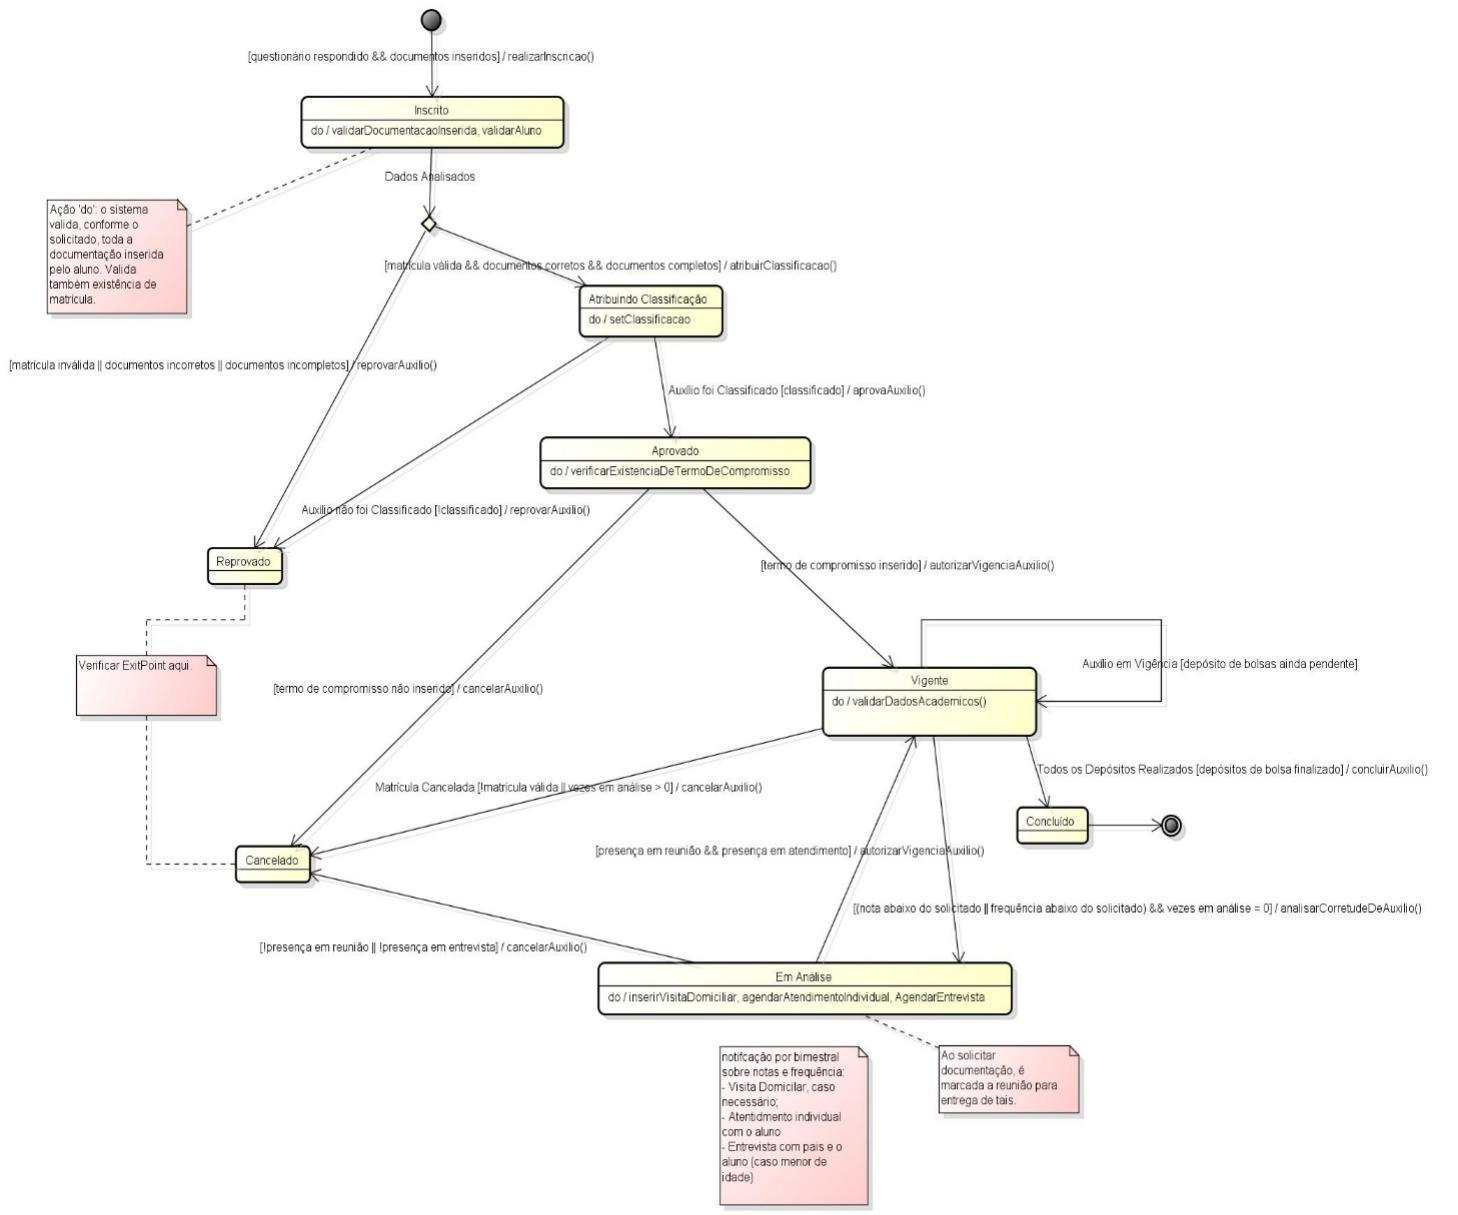 [questionário respondido && documentos inseridos] / realizarInscricao()
Inscrito
do / validarDocumentacaoInserida, validarAluno
Dados Analisados
Ação 'do': o sistema
valida, conforme o
solicitado, toda a
documentação inserida
pelo aluno. Valida
também existência de
matrícula.
[matrícula válida && documentos corretos && documentos completos] / atribuirClassificacao()
Atribuindo Classificação
do / setClassificacao
[matrícula inválida || documentos incorretos || documentos incompletos] / reprovarAuxilio()
Auxílio foi Classificado [classificado] / aprovaAuxilio()
Aprovado
do / verificarExistenciaDeTermoDeCompromisso
Auxílio não foi Classificado [!classificado] / reprovarAuxilio()
Reprovado
[termo de compromisso inserido] / autorizarVigenciaAuxilio()
Verificar ExitPoint aqui.
Auxílio em Vigência [depósito de bolsas ainda pendente]
[termo de compromisso não inserido] / cancelarAuxilio()
Vigente
do / validarDadosAcademicos()
Todos os Depósitos Realizados [depósitos de bolsa finalizado] / concluirAuxilio()
Matrícula Cancelada [!matrícula válida || vezes em análise > 0] / cancelarAuxilio()
Concluído
[presença em reunião && presença em atendimento] / autorizarVigenciaAuxilio()
Cancelado
[(nota abaixo do solicitado || frequência abaixo do solicitado) && vezes em análise = 0] / analisarCorretudeDeAuxilio()
[!presença em reunião || !presença em entrevista] / cancelarAuxilio()
Em Análise
do / inserirVisitaDomiciliar, agendarAtendimentoIndividual, AgendarEntrevista
notifcação por bimestral
sobre notas e frequência:
- Visita Domicilar, caso
necessário;
- Atentidmento individual
com o aluno
- Entrevista com pais e o
aluno (caso menor de
idade)
Ao solicitar
documentação, é
marcada a reunião para
entrega de tais.